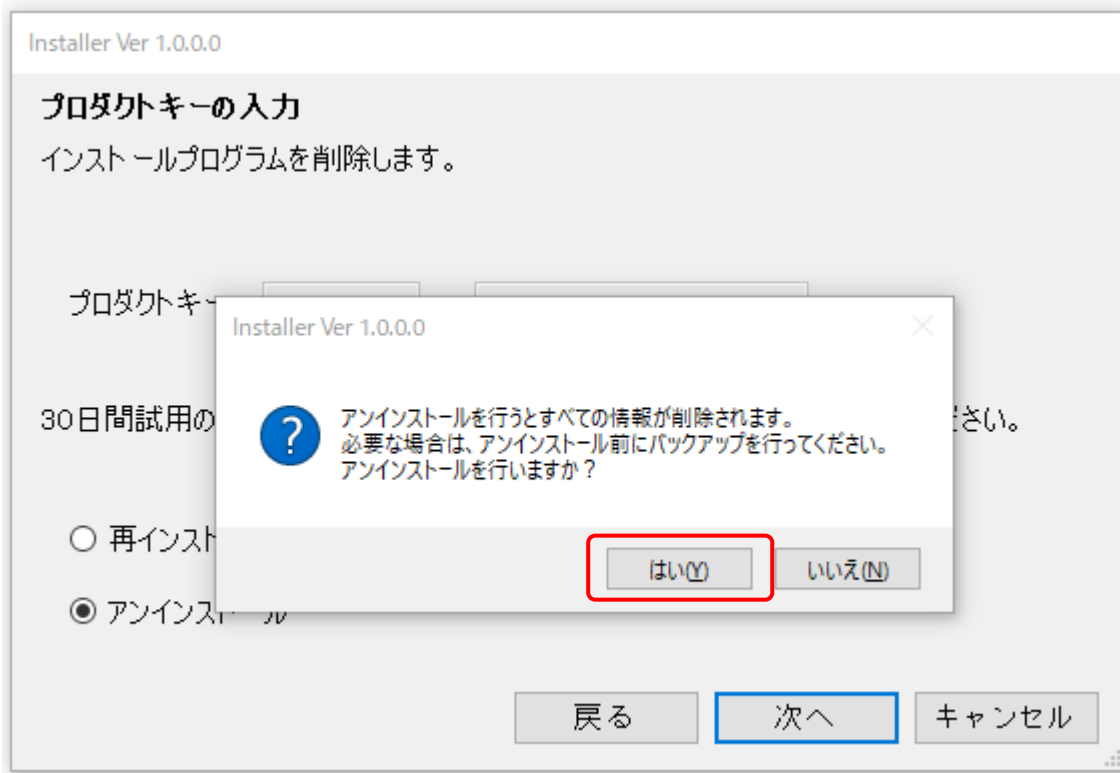 Installer Ver 1.0.0.0
プロダクトキーの入力
インストールプログラムを削除します。
プロダクトキー
Installer Ver 1.0.0.0
30日間試用の
ださい。
アンインストールを行うとすべての情報が削除されます。
必要な場合は、アンインストール前にバックアップを行ってください。
アンインストールを行いますか？
はい(Y)
いいえ(N)
再インスト
アンインストール
戻る
次へ
キャンセル